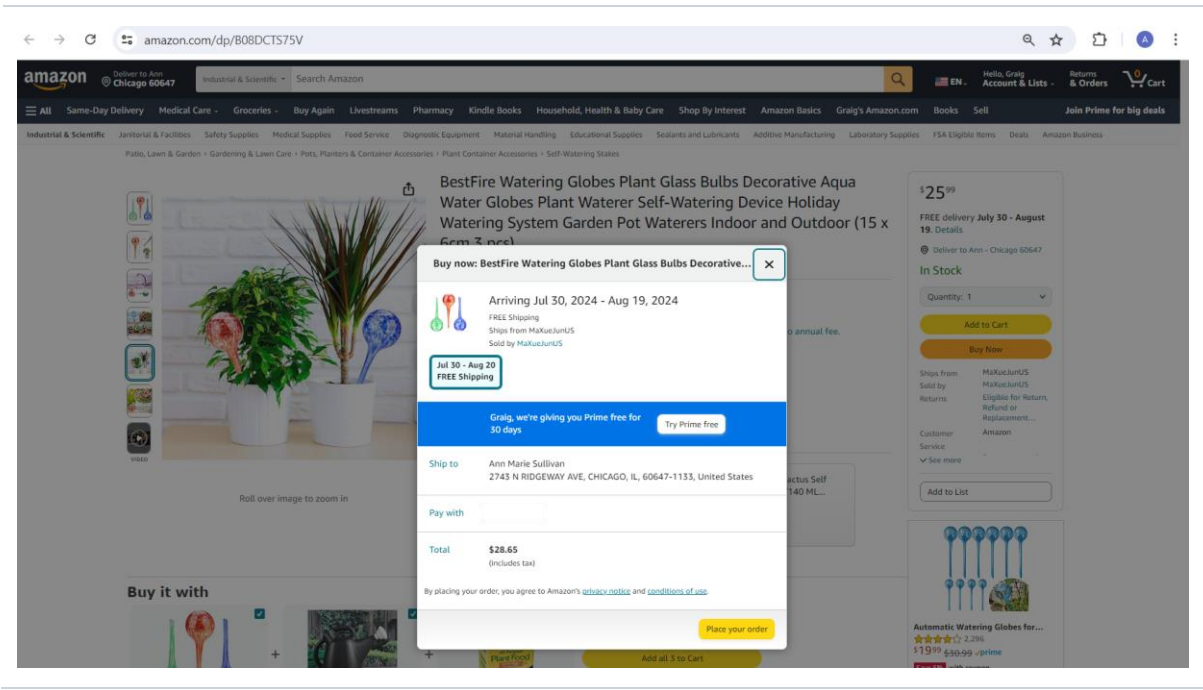 amazon.com/dp/B08DCTS75V
A
amazon
Deliver to Ann
Chicago 60647
Industrial & Scientific
Search Amazon
EN
Hello, Graig
Account & Lists
Returns
& Orders
0
Cart
All Same-Day Delivery Medical Care Groceries Buy Again Livestreams Pharmacy Kindle Books Household, Health & Baby Care Shop By Interest Amazon Basics Graig's Amazon.com Books Sell Join Prime for big deals
Industrial & Scientific Janitorial & Facilities Safety Supplies Medical Supplies Food Service Diagnostic Equipment Material Handling Educational Supplies Sealants and Lubricants Additive Manufacturing Laboratory Supplies FSA Eligible Items Deals Amazon Business
Patio, Lawn & Garden › Gardening & Lawn Care › Pots, Planters & Container Accessories › Plant Container Accessories › Self-Watering Stakes
VIDEO
Roll over image to zoom in
BestFire Watering Globes Plant Glass Bulbs Decorative Aqua
Water Globes Plant Waterer Self-Watering Device Holiday
Watering System Garden Pot Waterers Indoor and Outdoor (15 x
6cm 3 pcs)
o annual fee.
actus Self
140 ML...
Buy now: BestFire Watering Globes Plant Glass Bulbs Decorative...
Arriving Jul 30, 2024 - Aug 19, 2024
FREE Shipping
Ships from MaXueJunUS
Sold by MaXueJunUS
Jul 30 - Aug 20
FREE Shipping
Graig, we're giving you Prime free for
30 days
Try Prime free
Ship to
Ann Marie Sullivan
2743 N RIDGEWAY AVE, CHICAGO, IL, 60647-1133, United States
Pay with
Total
$28.65
(includes tax)
By placing your order, you agree to Amazon's privacy notice and conditions of use.
Place your order
$25⁹⁹
FREE delivery July 30 - August
19. Details
Deliver to Ann - Chicago 60647
In Stock
Quantity: 1
Add to Cart
Buy Now
Ships from MaXueJunUS
Sold by MaXueJunUS
Returns Eligible for Return,
Refund or
Replacement...
Customer Amazon
Service
See more
Add to List
Automatic Watering Globes for...
2,296
$19⁹⁹ $30.99 prime
with coupon
Buy it with
+
+
Plant food
Add all 3 to Cart